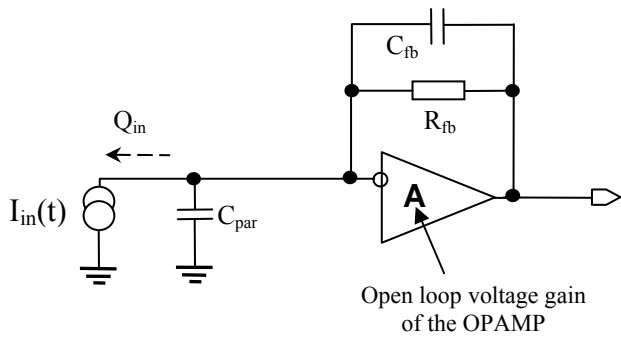 C_fb
R_fb
Q_in
I_in(t)
C_par
A
Open loop voltage gain
of the OPAMP